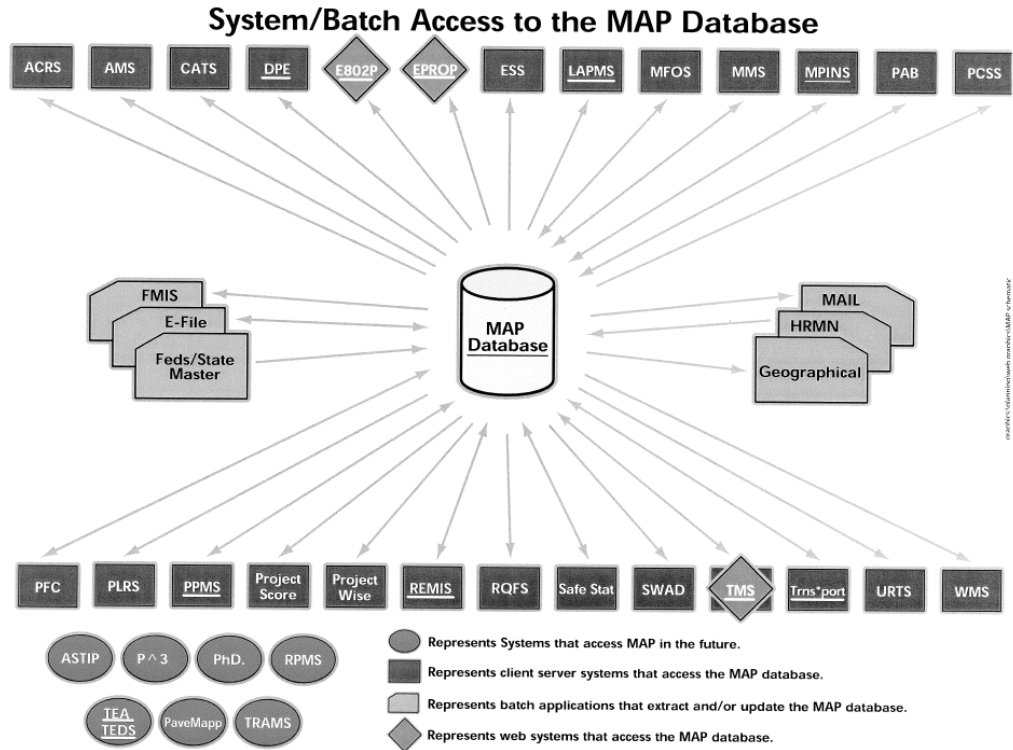 System/Batch Access to the MAP Database
ACRS
AMS
CATS
DPE
E802P
EPROP
ESS
LAPMS
MFOS
MMS
MPINS
PAB
PCSS
FMIS
E-File
Feds/State
Master
MAP
Database
MAIL
HRMN
Geographical
PFC
PLRS
PPMS
Project
Score
Project
Wise
REMIS
RQFS
Safe Stat
SWAD
TMS
Trns*port
URTS
WMS
ASTIP
P^3
PhD.
RPMS
TEA
TEDS
PaveMapp
TRAMS
Represents Systems that access MAP in the future.
Represents client server systems that access the MAP database.
Represents batch applications that extract and/or update the MAP database.
Represents web systems that access the MAP database.